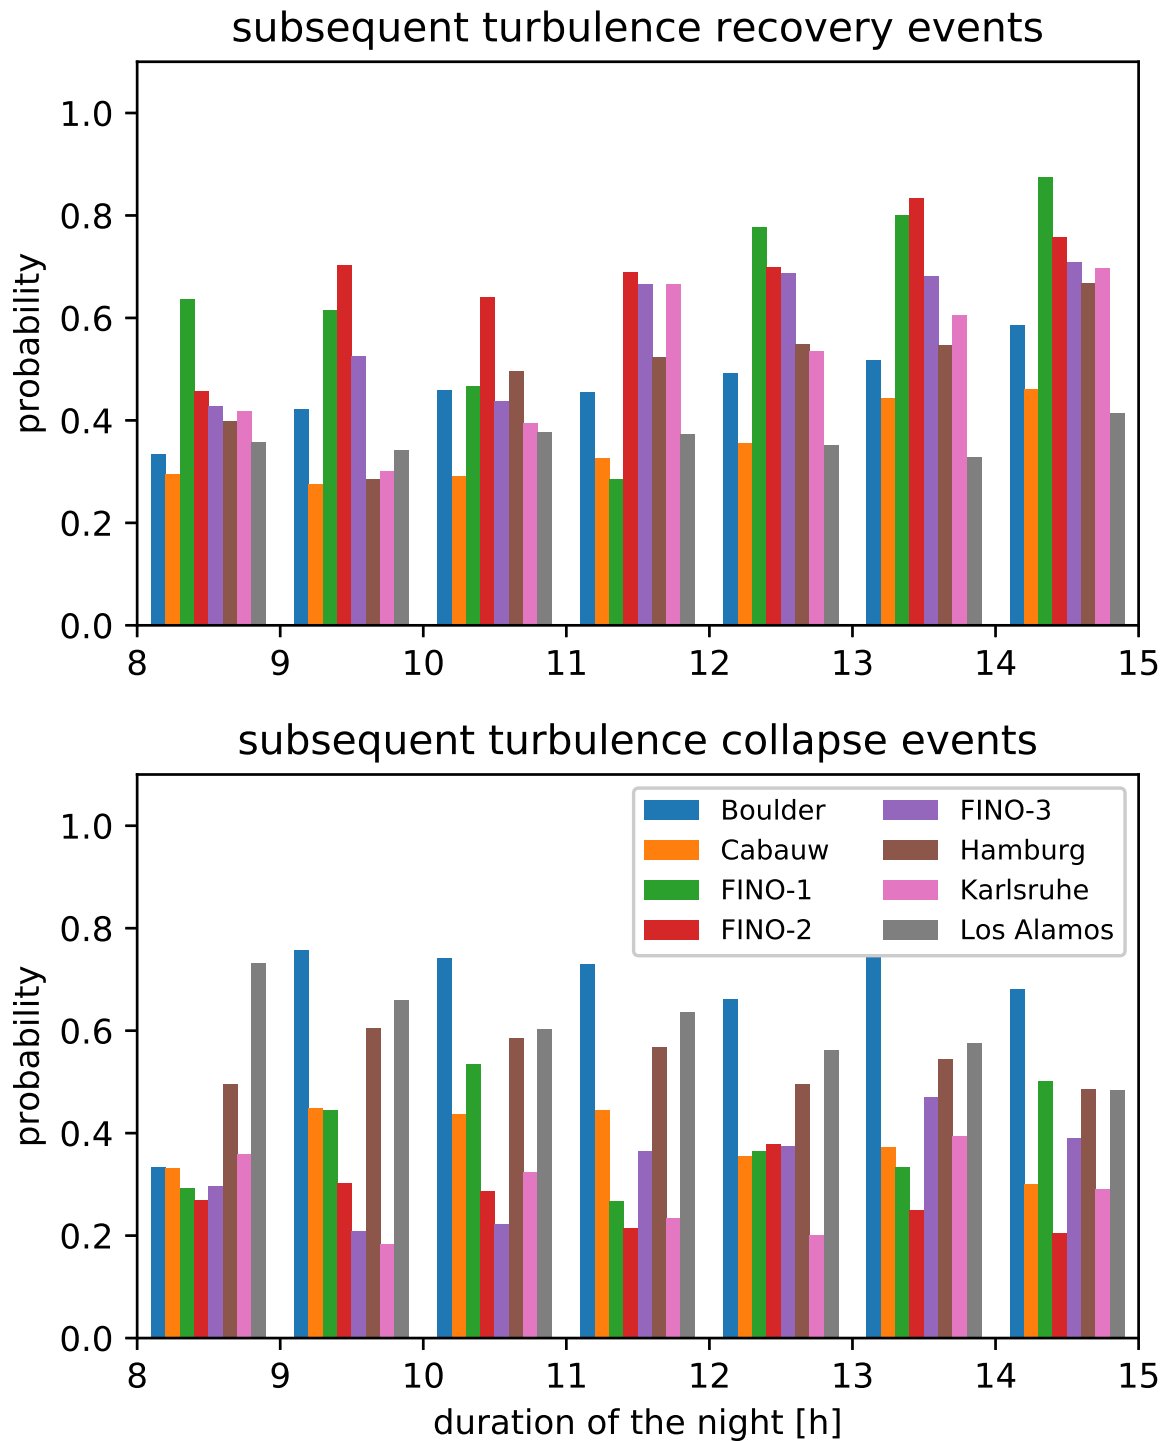 subsequent turbulence recovery events
1.0
0.8
0.6
0.4
0.2
0.0
probability
8 9 10 11 12 13 14 15
subsequent turbulence collapse events
1.0
0.8
0.6
0.4
0.2
0.0
probability
Boulder FINO-3
Cabauw Hamburg
FINO-1 Karlsruhe
FINO-2 Los Alamos
8 9 10 11 12 13 14 15
duration of the night [h]